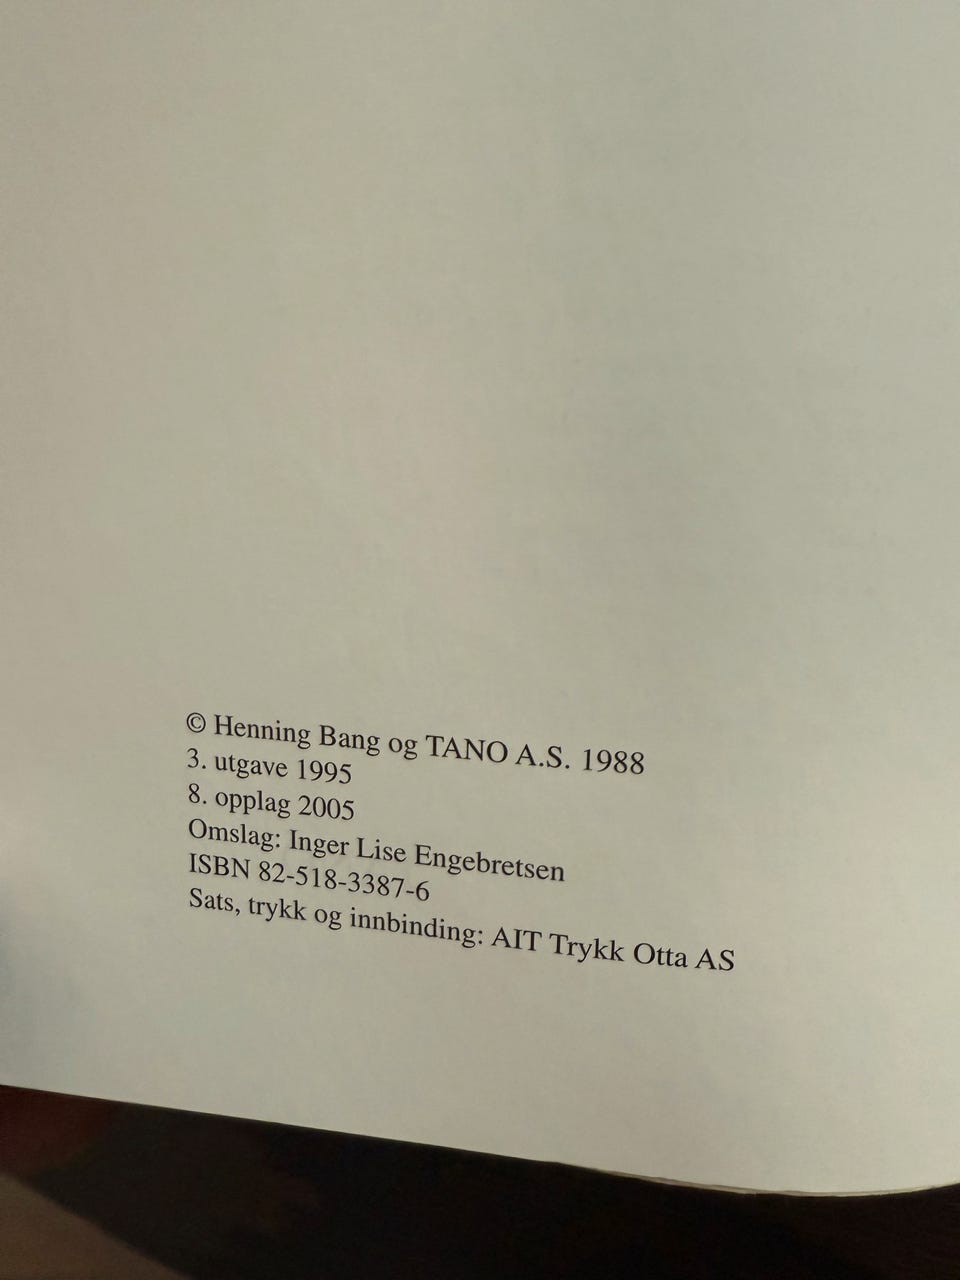 © Henning Bang og TANO A.S. 1988
3. utgave 1995
8. opplag 2005
Omslag: Inger Lise Engebretsen
ISBN 82-518-3387-6
Sats, trykk og innbinding: AIT Trykk Otta AS